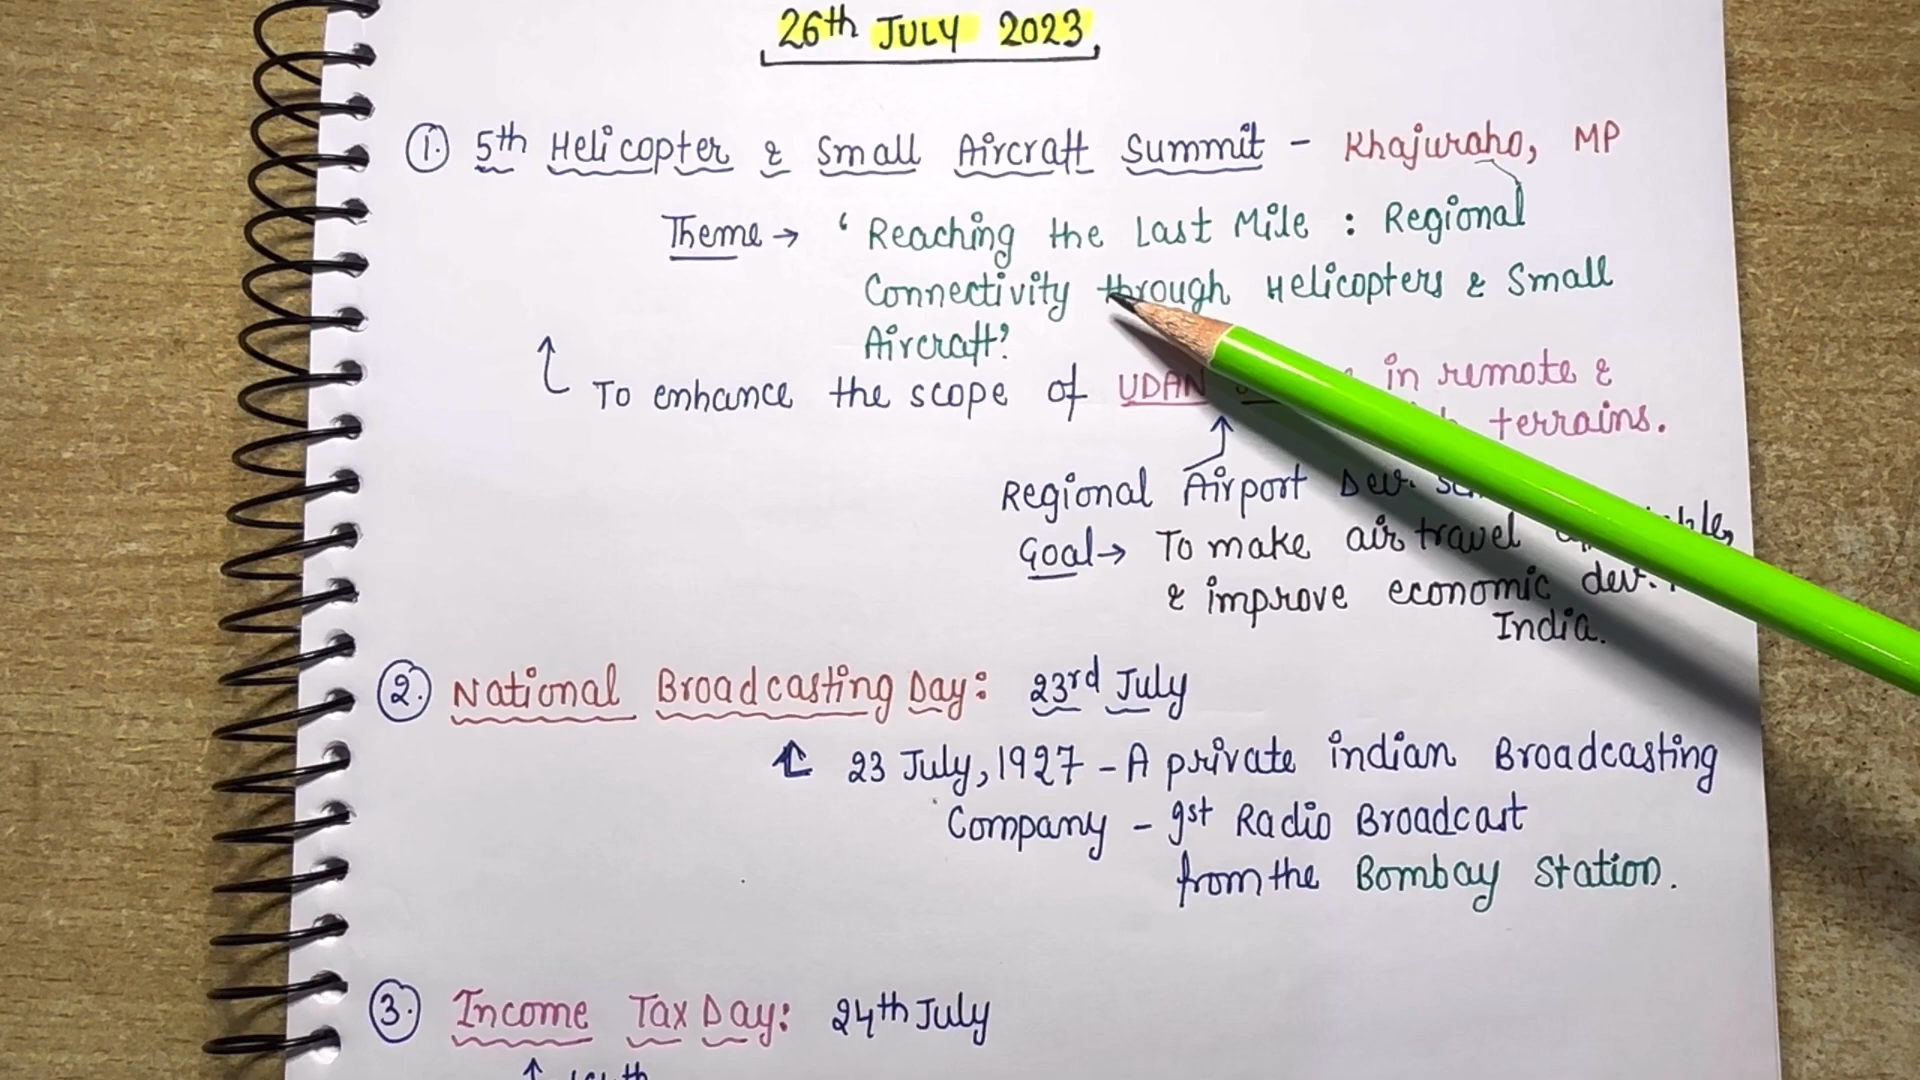 26th JULY 2023
1. 5th Helicopter & Small Aircraft Summit - Khajuraho, MP
Theme → ‘Reaching the Last Mile : Regional
Connectivity through Helicopters & Small
Aircraft’.
To enhance the scope of UDAN in remote &
terrains.
Regional Airport Dev.
Goal → To make air travel
& improve economic dev.
India.
2. National Broadcasting Day: 23rd July
23 July, 1927 - A private indian Broadcasting
Company - 1st Radio Broadcast
from the Bombay Station.
3. Income Tax Day: 24th July